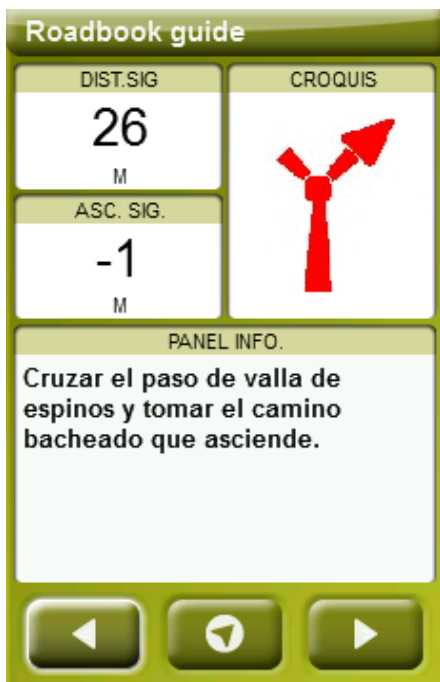 Roadbook guide
DIST.SIG
26
M
CROQUIS
ASC. SIG.
-1
M
PANEL INFO.
Cruzar el paso de valla de
espinos y tomar el camino
bacheado que asciende.